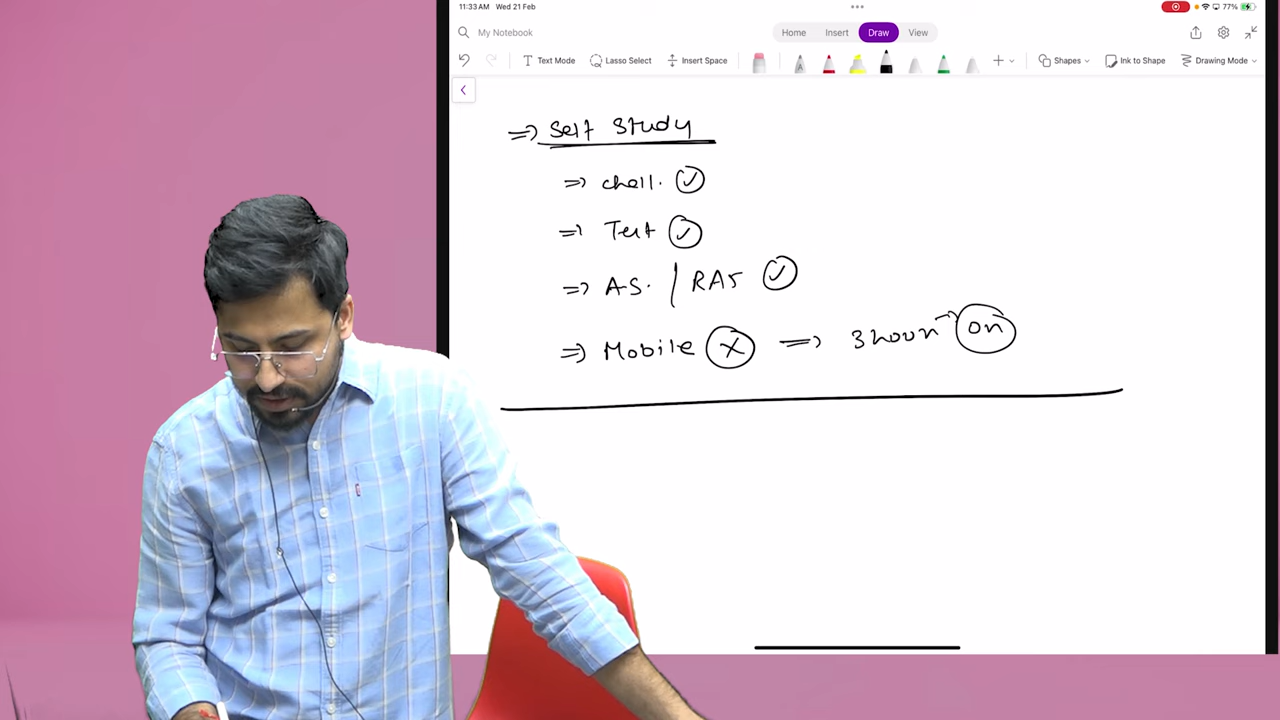 11:33 AM Wed 21 Feb 77%
My Notebook Home Insert Draw View
Text Mode Lasso Select Insert Space Shapes Ink to Shape Drawing Mode
⇒ Self Study
⇒ chall. ✓
⇒ Test ✓
⇒ A.S. / RAS ✓
⇒ Mobile X ⇒ 3 hour → on